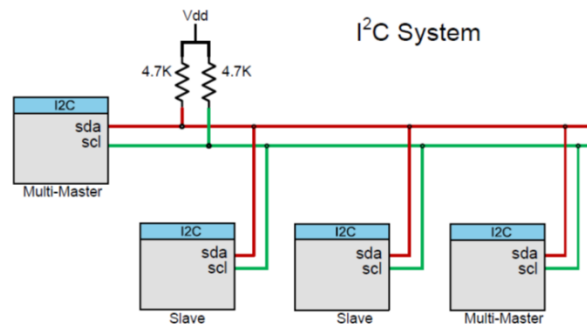 Vdd
I²C System
4.7K
4.7K
I2C
sda
scl
Multi-Master
I2C
sda
scl
Slave
I2C
sda
scl
Slave
I2C
sda
scl
Multi-Master